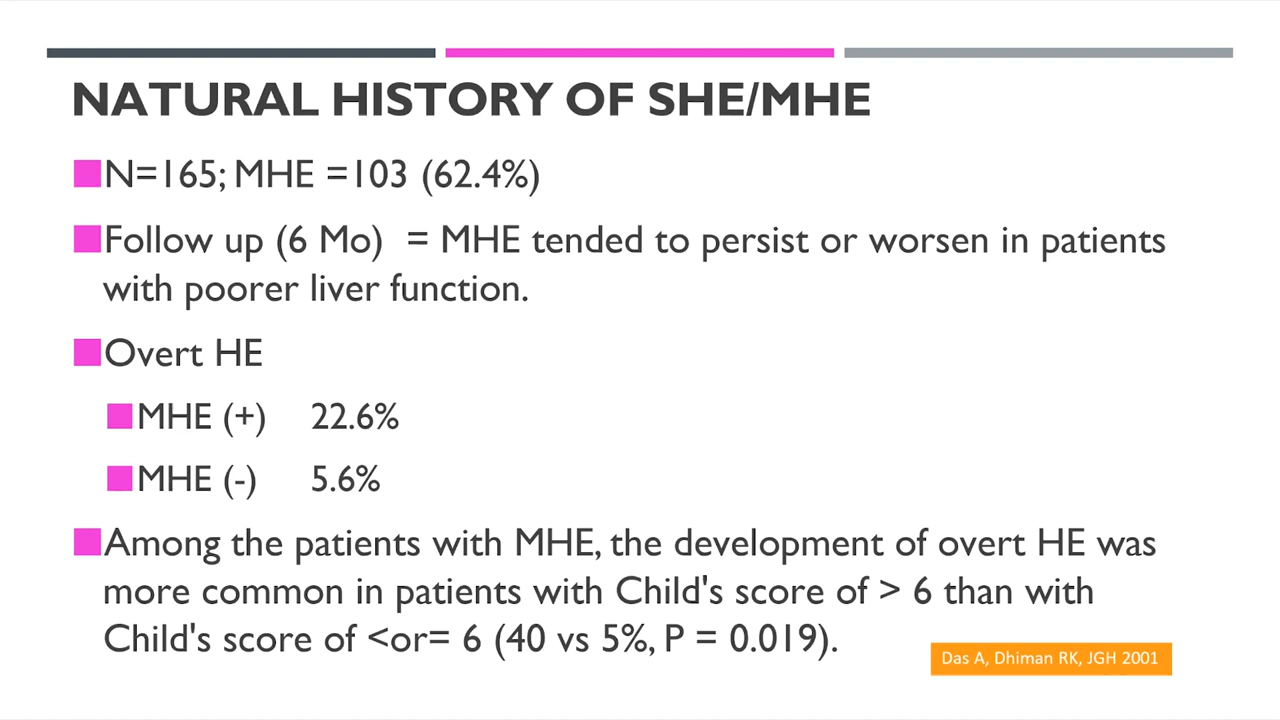 NATURAL HISTORY OF SHE/MHE
N=165; MHE =103 (62.4%)
Follow up (6 Mo) = MHE tended to persist or worsen in patients
with poorer liver function.
Overt HE
MHE (+) 22.6%
MHE (-) 5.6%
Among the patients with MHE, the development of overt HE was
more common in patients with Child's score of > 6 than with
Child's score of <or= 6 (40 vs 5%, P = 0.019).
Das A, Dhiman RK, JGH 2001